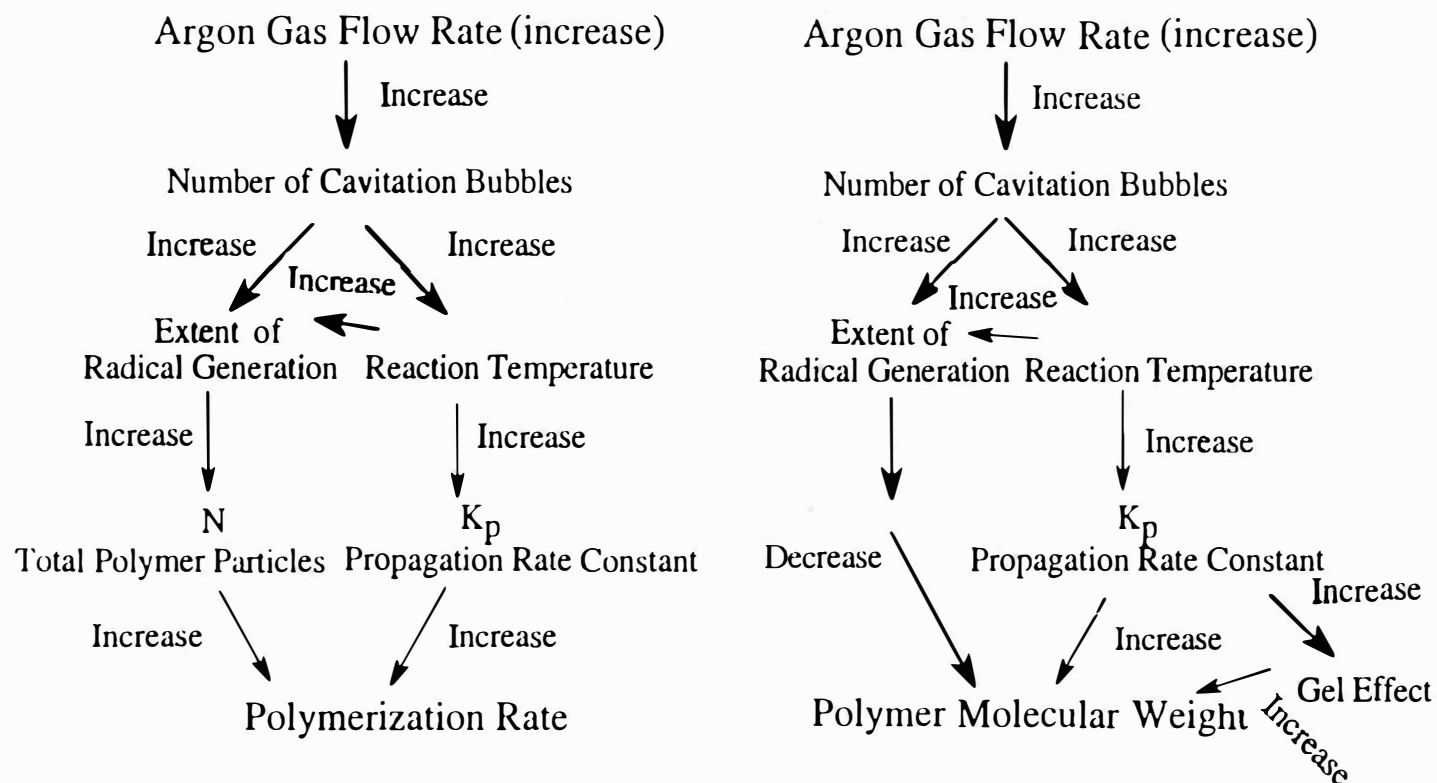 Argon Gas Flow Rate (increase)
Increase
Number of Cavitation Bubbles
Increase
Increase
Increase
Extent of
Radical Generation
Reaction Temperature
Increase
Increase
N
Total Polymer Particles
Kp
Propagation Rate Constant
Increase
Increase
Polymerization Rate
Argon Gas Flow Rate (increase)
Increase
Number of Cavitation Bubbles
Increase
Increase
Increase
Extent of
Radical Generation
Reaction Temperature
Increase
Kp
Decrease
Propagation Rate Constant
Increase
Increase
Gel Effect
Increase
Polymer Molecular Weight